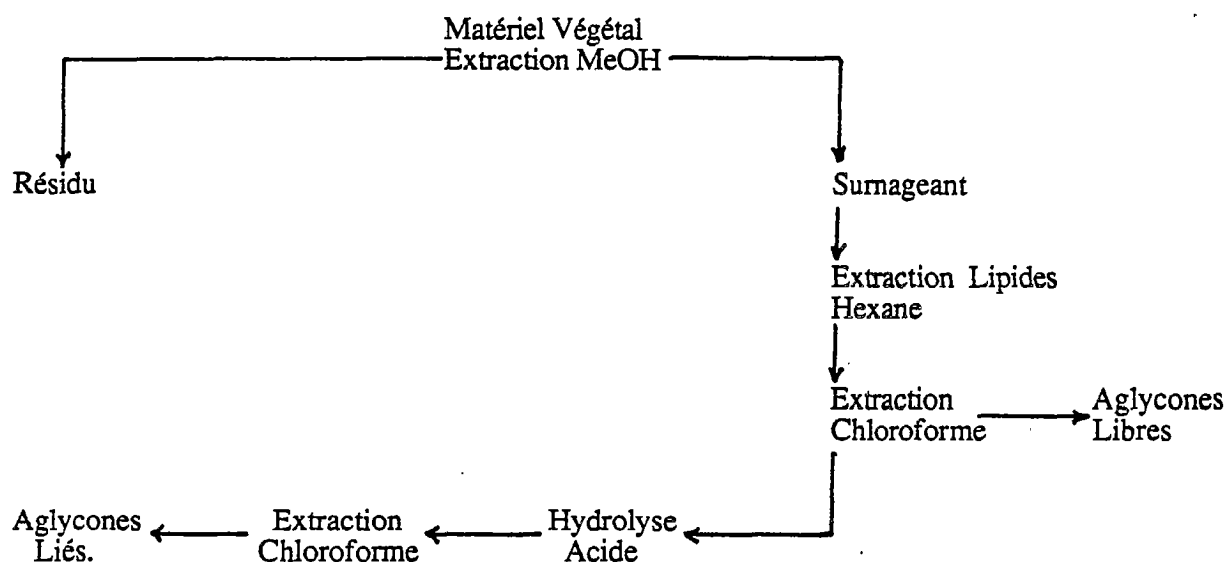 Matériel Végétal
Extraction MeOH
Résidu
Surnageant
Extraction Lipides
Hexane
Extraction
Chloroforme
Aglycones
Libres
Aglycones
Liés.
Extraction
Chloroforme
Hydrolyse
Acide